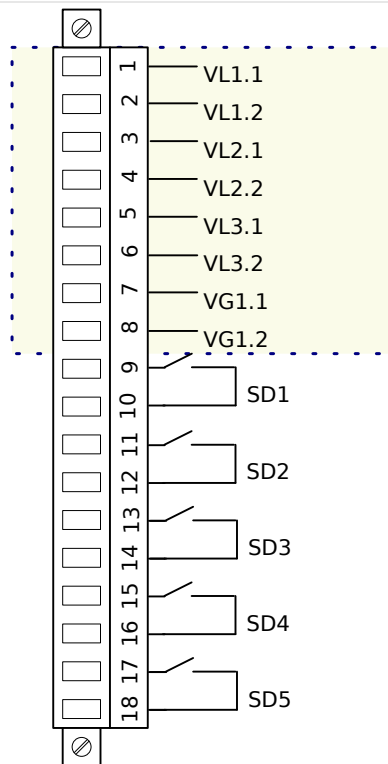 1 VL1.1
2 VL1.2
3 VL2.1
4 VL2.2
5 VL3.1
6 VL3.2
7 VG1.1
8 VG1.2
9
10 SD1
11
12 SD2
13
14 SD3
15
16 SD4
17
18 SD5